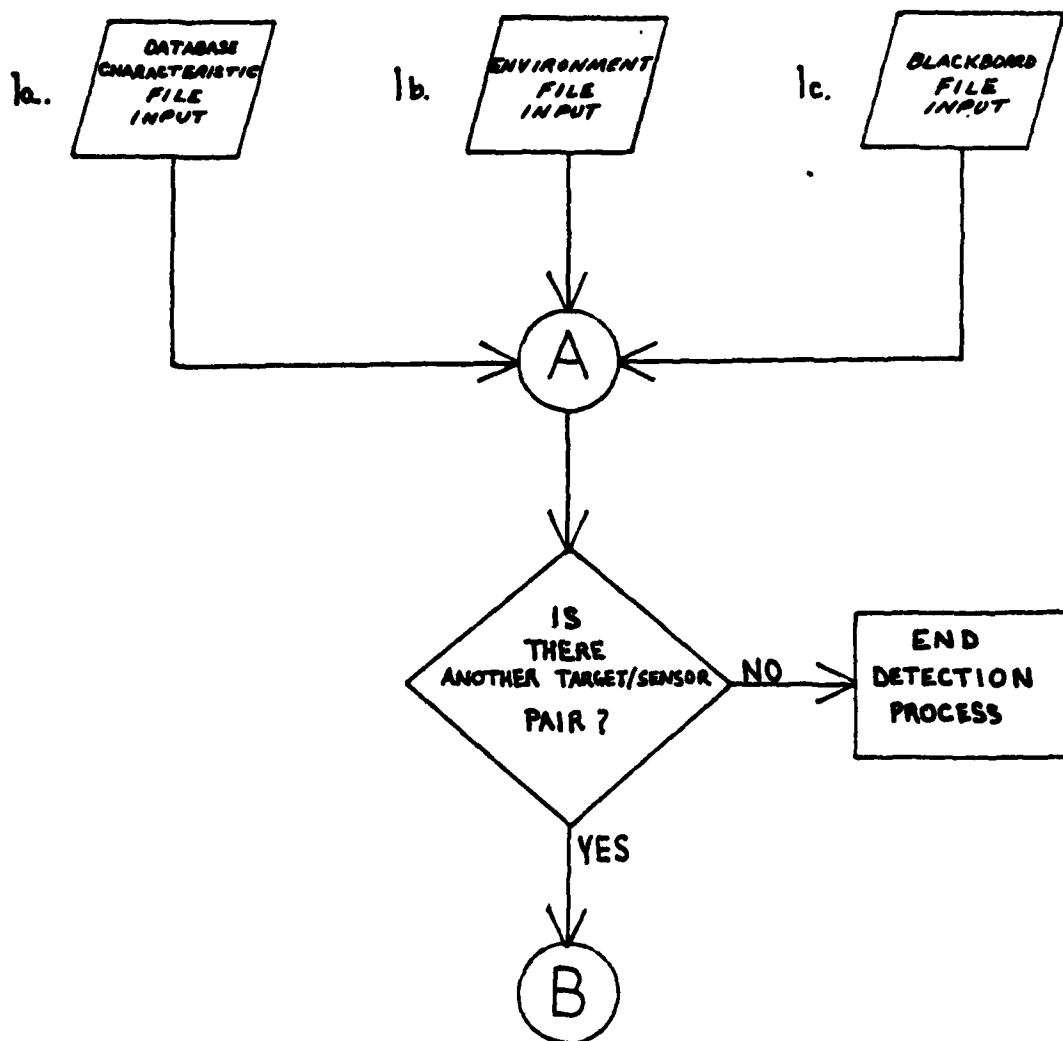 1a.
DATABASE
CHARACTERISTIC
FILE
INPUT
1b.
ENVIRONMENT
FILE
INPUT
1c.
BLACKBOARD
FILE
INPUT
A
IS
THERE
ANOTHER TARGET/SENSOR
PAIR?
NO
END
DETECTION
PROCESS
YES
B